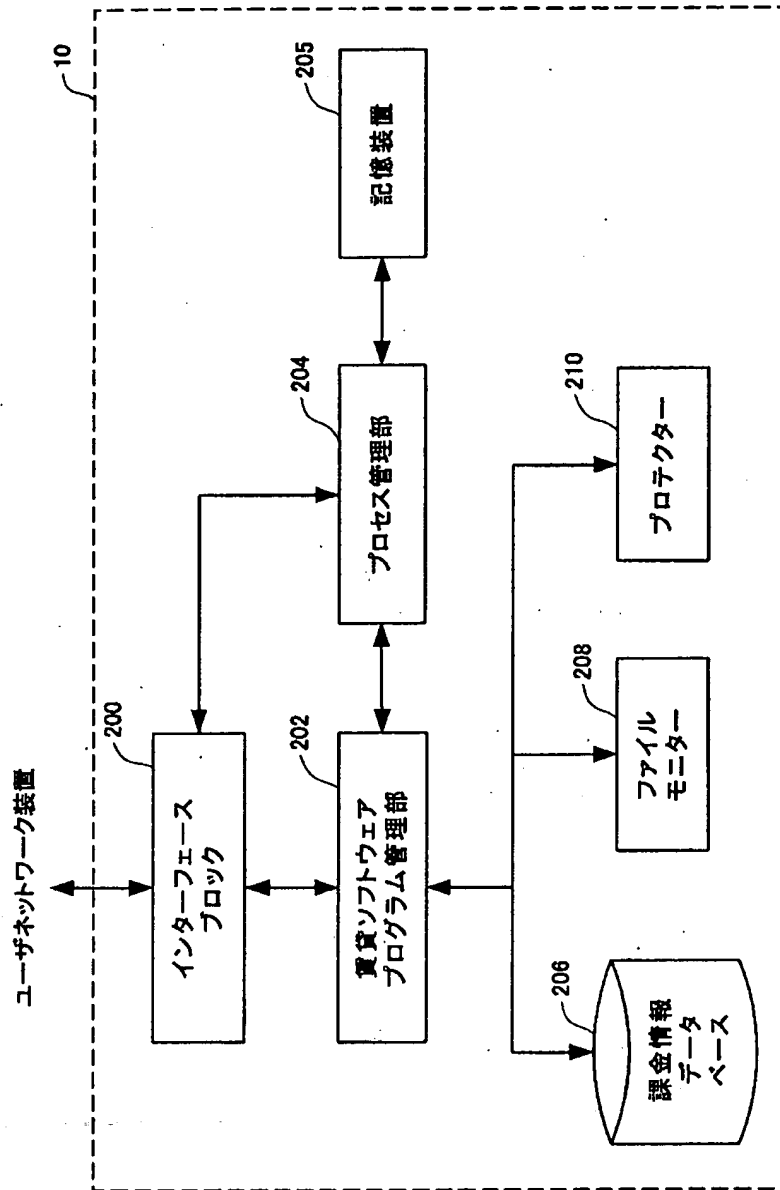 ユーザネットワーク装置
10
200
インターフェース
ブロック
202
賃貸ソフトウェア
プログラム管理部
204
プロセス管理部
205
記憶装置
206
課金情報
データ
ベース
208
ファイル
モニター
210
プロテクター